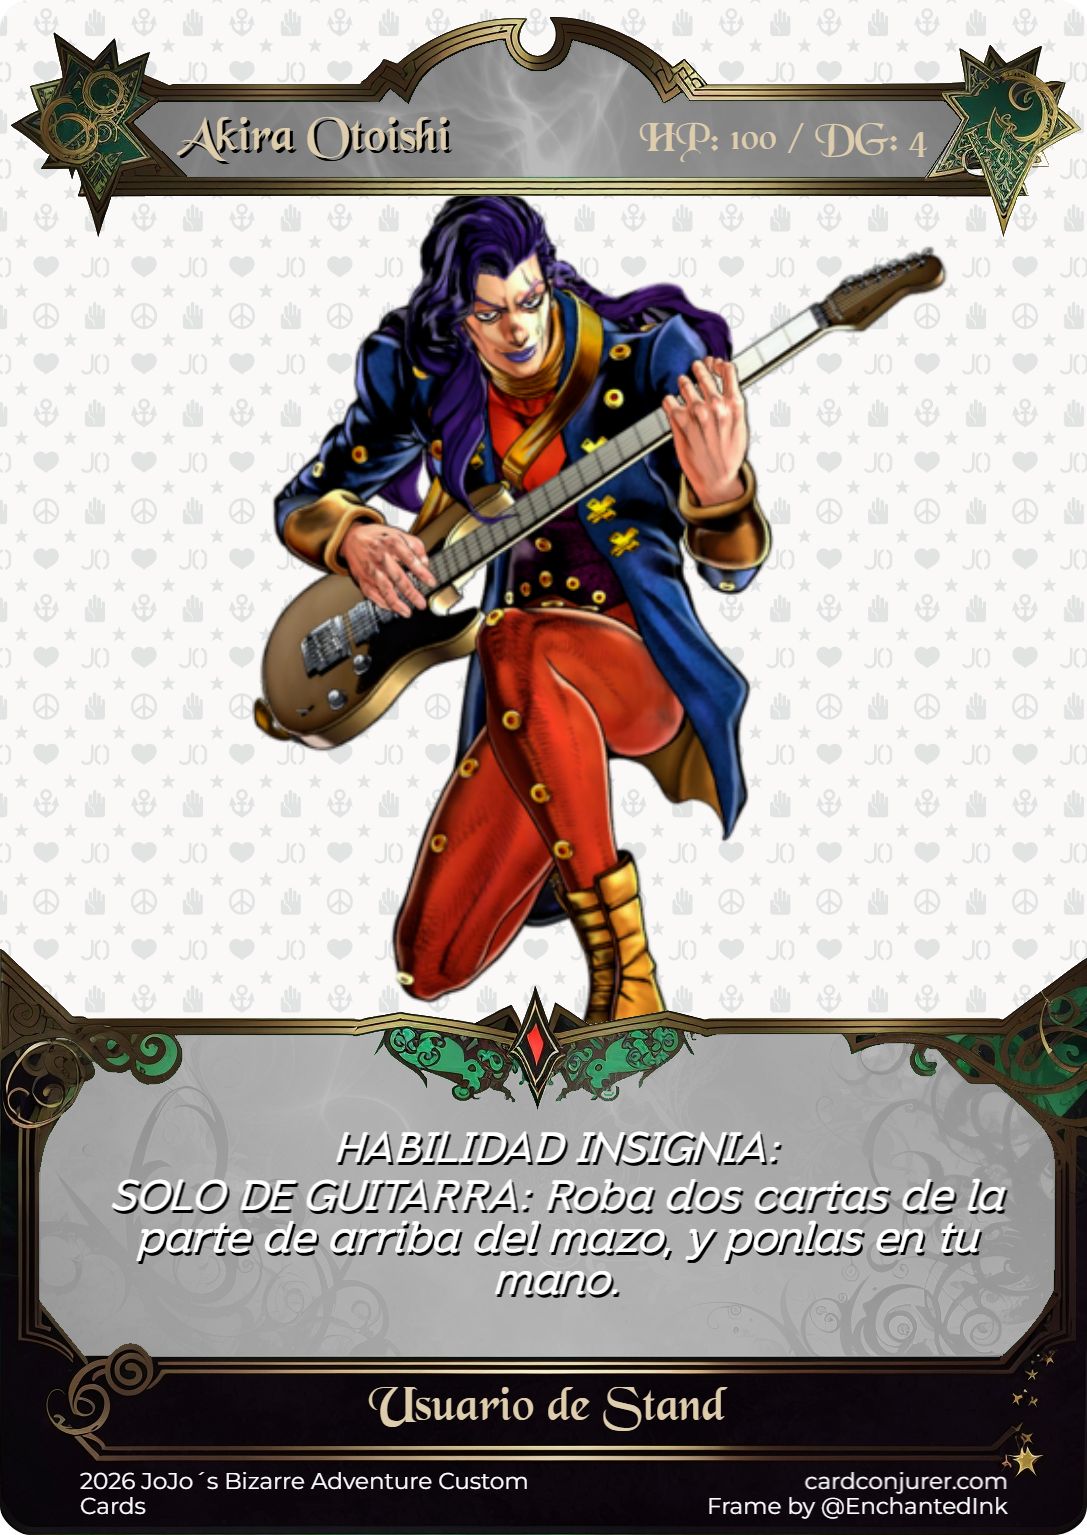 Akira Otoishi
HP: 100 / DG: 4
HABILIDAD INSIGNIA:
SOLO DE GUITARRA: Roba dos cartas de la
parte de arriba del mazo, y ponlas en tu
mano.
Usuario de Stand
2026 JoJo´s Bizarre Adventure Custom
Cards
cardconjurer.com
Frame by @EnchantedInk